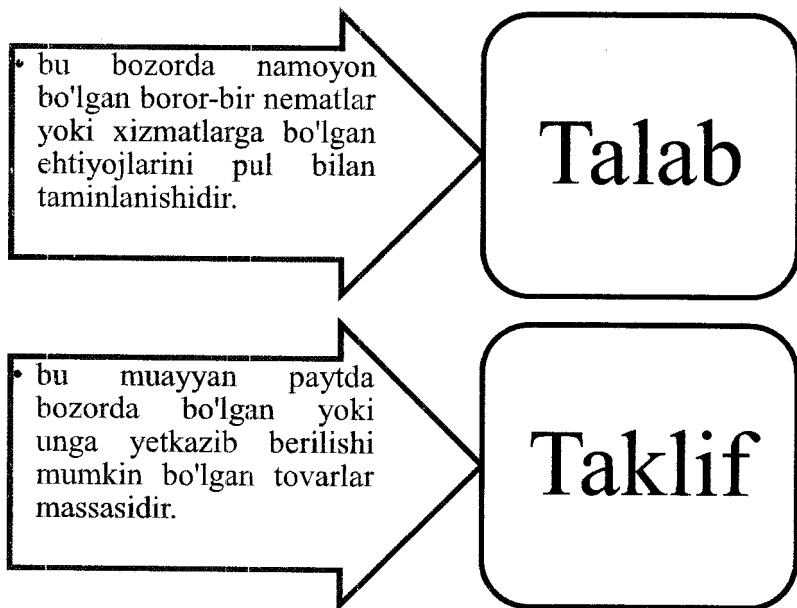 • bu bozorda namoyon
bo'lgan boror-bir nematlar
yoki xizmatlarga bo'lgan
ehtiyojlarini pul bilan
taminlanishidir.
Talab
• bu muayyan paytda
bozorda bo'lgan yoki
unga yetkazib berilishi
mumkin bo'lgan tovarlar
massasidir.
Taklif